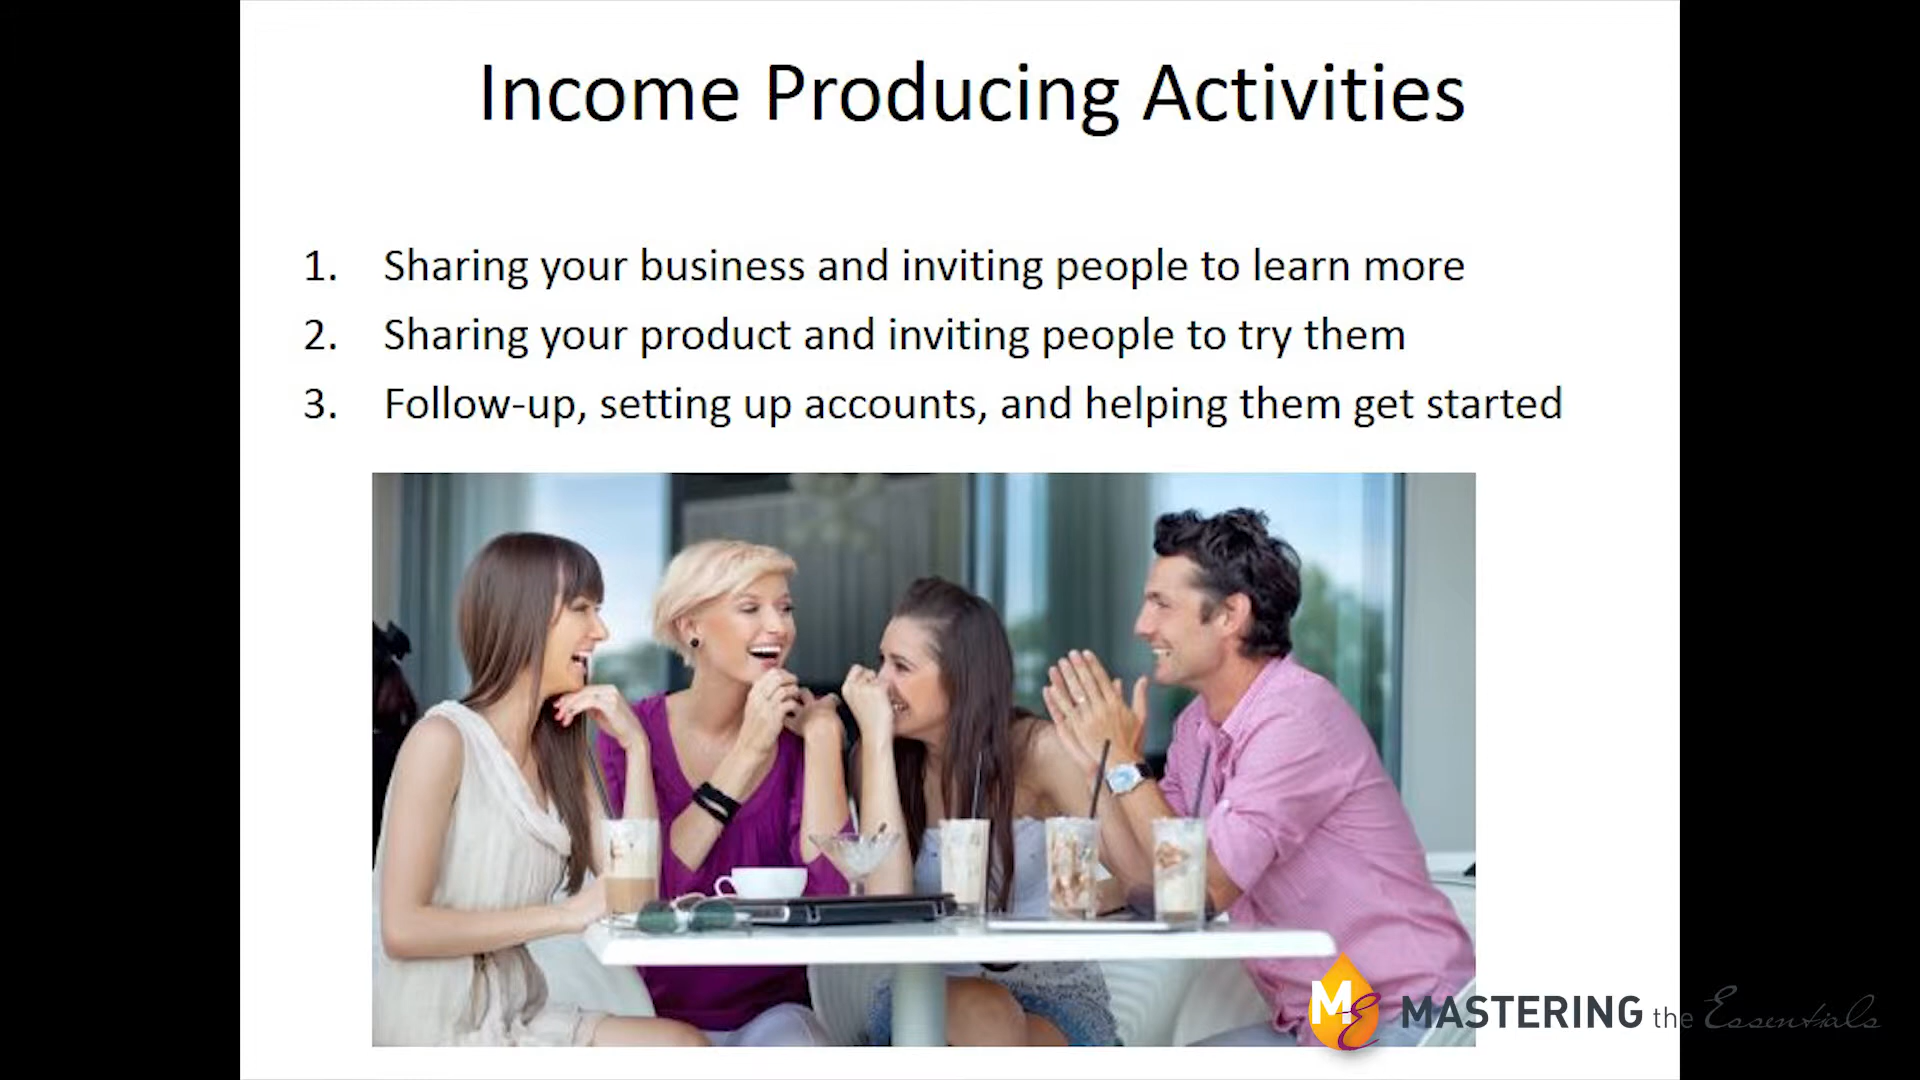 Income Producing Activities
1. Sharing your business and inviting people to learn more
2. Sharing your product and inviting people to try them
3. Follow-up, setting up accounts, and helping them get started
ME MASTERING the Essentials